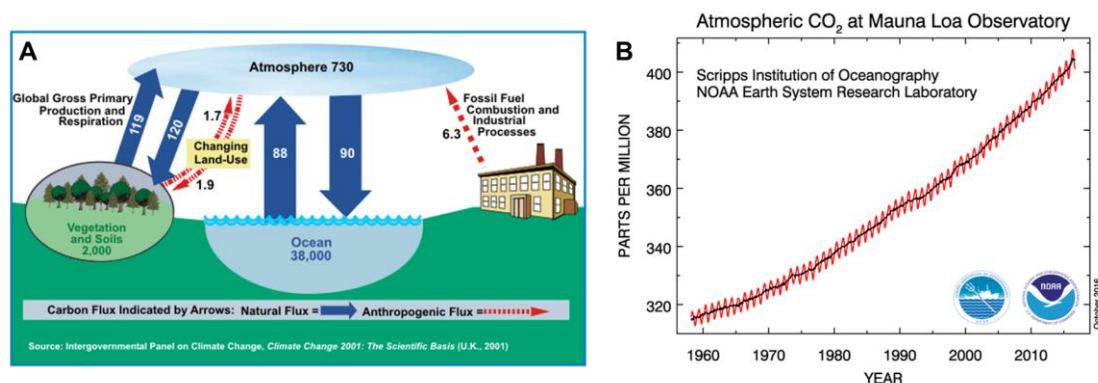 A
Atmosphere 730
Global Gross Primary
Production and
Respiration
119
120
1.7
Changing
Land-Use
1.9
88
90
Fossil Fuel
Combustion and
Industrial
Processes
6.3
Vegetation
and Soils
2,000
Ocean
38,000
Carbon Flux Indicated by Arrows: Natural Flux = Anthropogenic Flux =
Source: Intergovernmental Panel on Climate Change, Climate Change 2001: The Scientific Basis (U.K., 2001)
B
Atmospheric CO2 at Mauna Loa Observatory
Scripps Institution of Oceanography
NOAA Earth System Research Laboratory
PARTS PER MILLION
400
380
360
340
320
1960 1970 1980 1990 2000 2010
YEAR
NOAA
October 2016